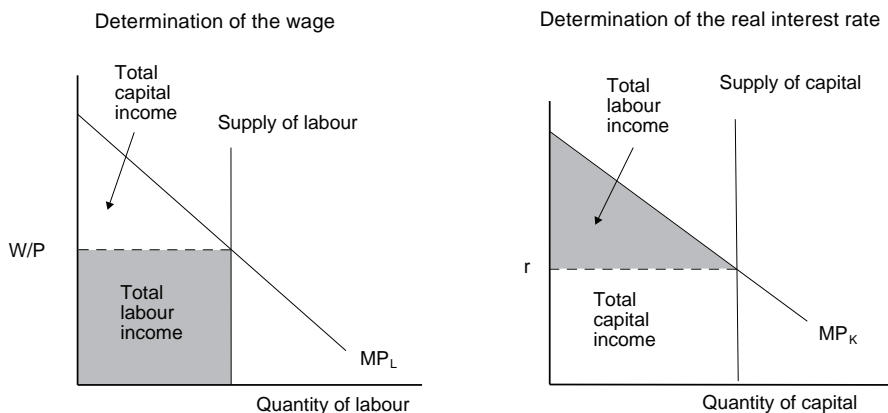 Determination of the wage
Total
capital
income
Supply of labour
W/P
Total
labour
income
MPL
Quantity of labour
Determination of the real interest rate
Total
labour
income
Supply of capital
r
Total
capital
income
MPK
Quantity of capital